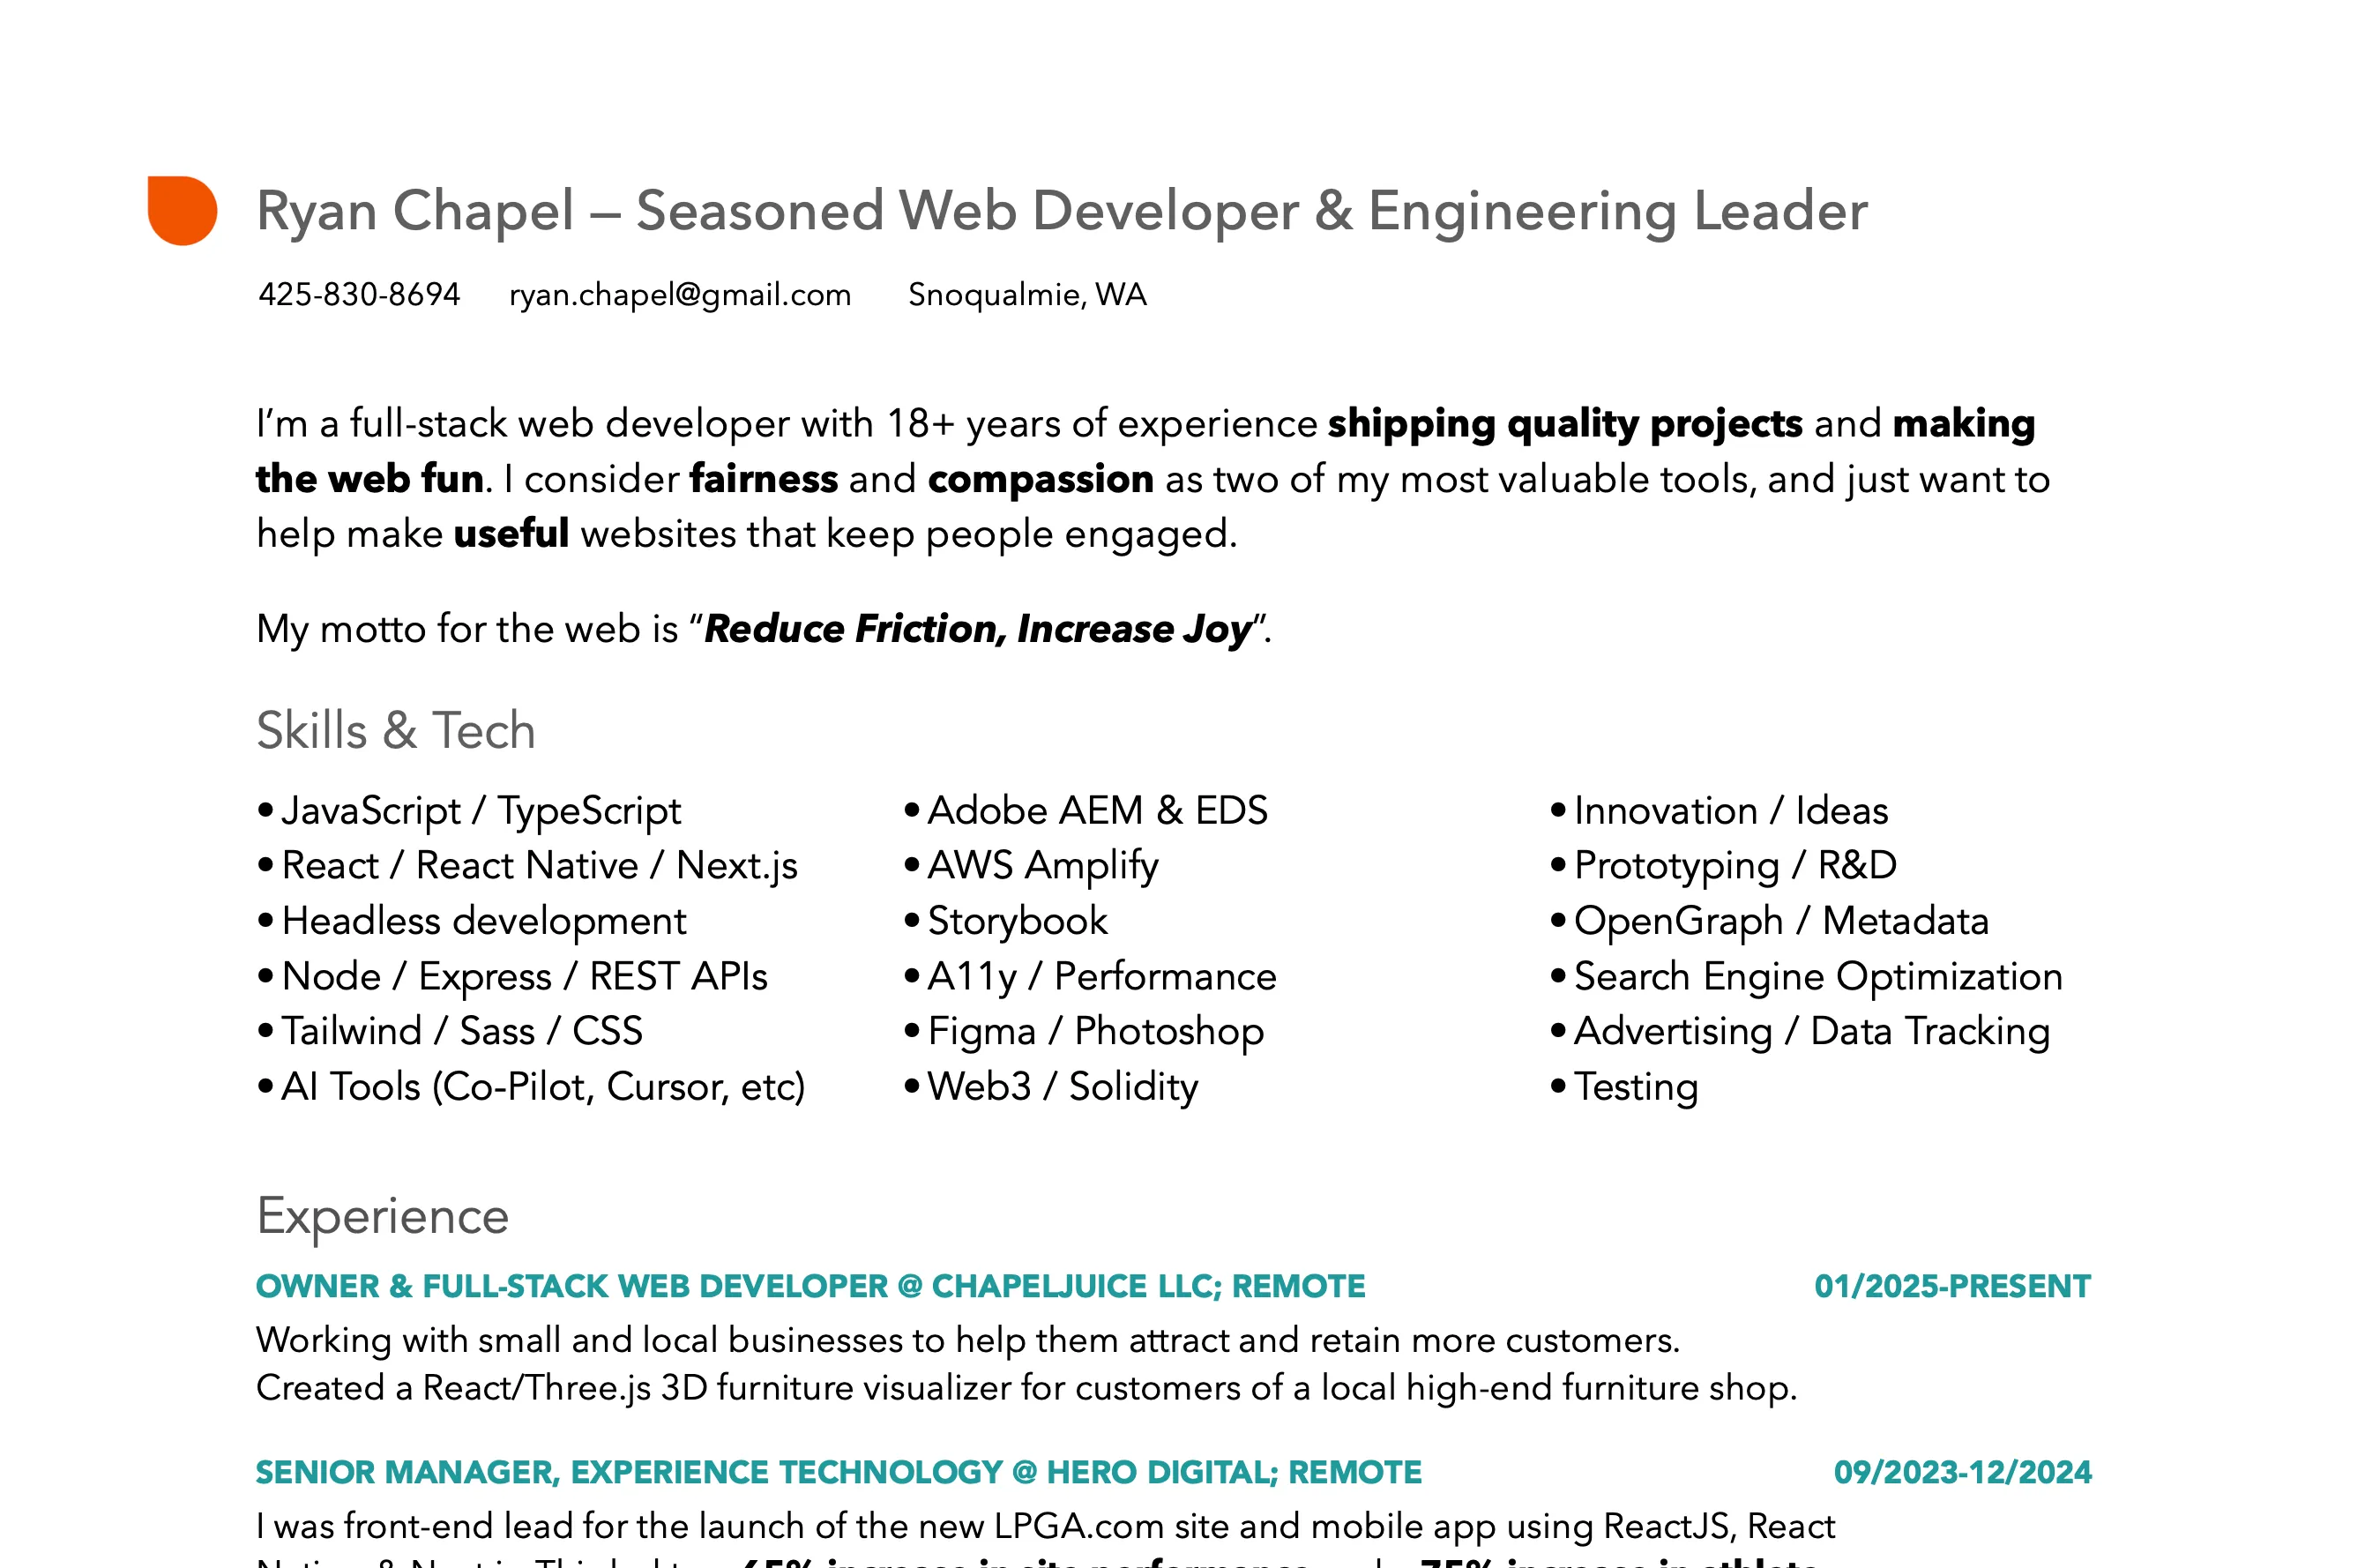 Ryan Chapel – Seasoned Web Developer & Engineering Leader
425-830-8694 ryan.chapel@gmail.com Snoqualmie, WA
I’m a full-stack web developer with 18+ years of experience shipping quality projects and making
the web fun. I consider fairness and compassion as two of my most valuable tools, and just want to
help make useful websites that keep people engaged.
My motto for the web is “Reduce Friction, Increase Joy”.
Skills & Tech
• JavaScript / TypeScript
• React / React Native / Next.js
• Headless development
• Node / Express / REST APIs
• Tailwind / Sass / CSS
• AI Tools (Co-Pilot, Cursor, etc)
• Adobe AEM & EDS
• AWS Amplify
• Storybook
• A11y / Performance
• Figma / Photoshop
• Web3 / Solidity
• Innovation / Ideas
• Prototyping / R&D
• OpenGraph / Metadata
• Search Engine Optimization
• Advertising / Data Tracking
• Testing
Experience
OWNER & FULL-STACK WEB DEVELOPER @ CHAPELJUICE LLC; REMOTE 01/2025-PRESENT
Working with small and local businesses to help them attract and retain more customers.
Created a React/Three.js 3D furniture visualizer for customers of a local high-end furniture shop.
SENIOR MANAGER, EXPERIENCE TECHNOLOGY @ HERO DIGITAL; REMOTE 09/2023-12/2024
I was front-end lead for the launch of the new LPGA.com site and mobile app using ReactJS, React
65% increase in site performance 75% increase in athlete